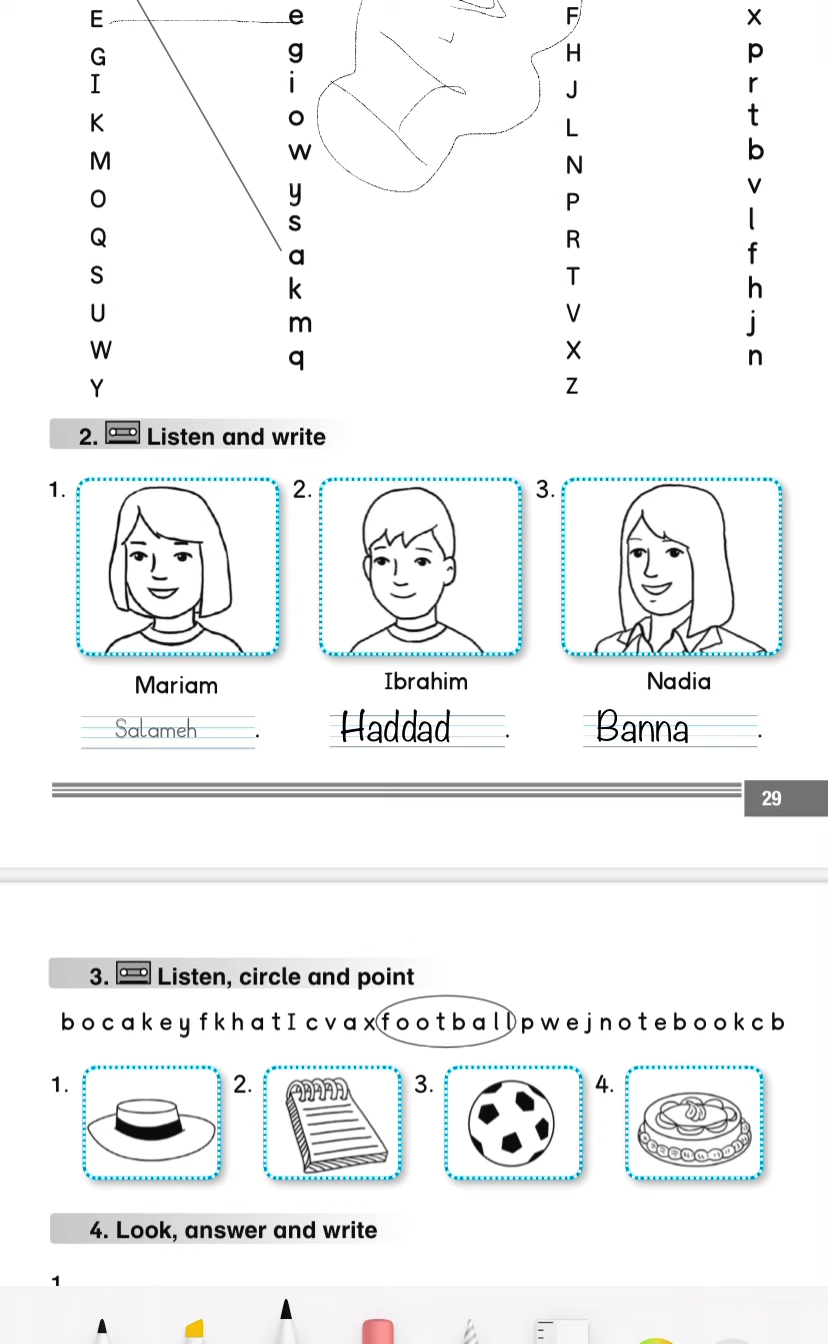 E e F x
G g H p
I i J r
K o L t
M w N b
O y P v
Q s R l
S a T f
U k V h
W m X j
Y q Z n
2. Listen and write
1. 2. 3.
Mariam Ibrahim Nadia
Salameh. Haddad. Banna.
29
3. Listen, circle and point
b o c a k e y f k h a t I c v a x f o o t b a l l p w e j n o t e b o o k c b
1. 2. 3. 4.
4. Look, answer and write
1